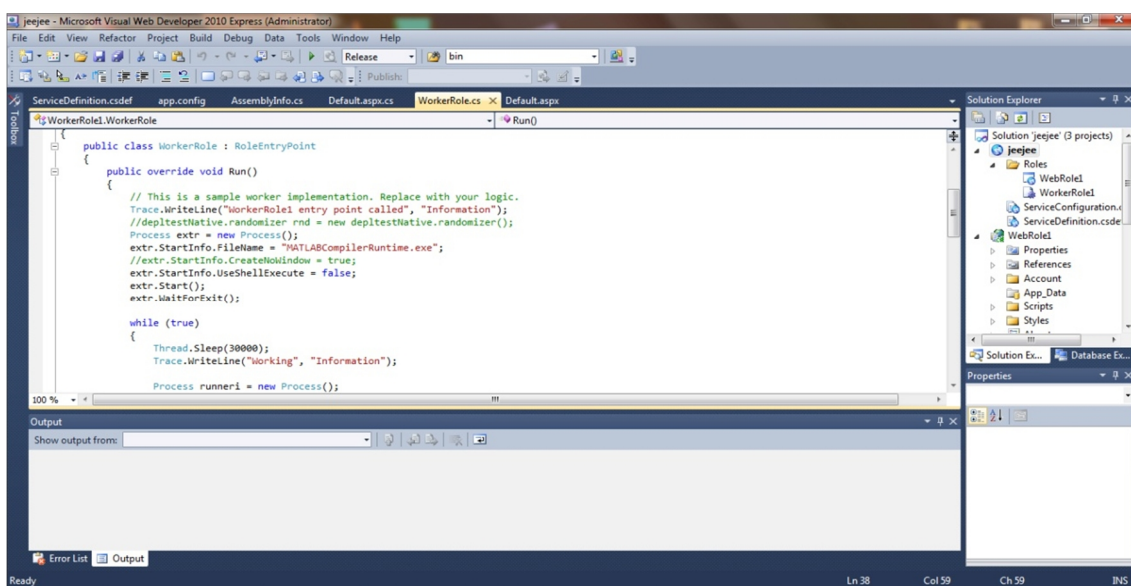 jeejee - Microsoft Visual Web Developer 2010 Express (Administrator)
File Edit View Refactor Project Build Debug Data Tools Window Help
Release bin
Publish:
Toolbox
ServiceDefinition.csdef app.config AssemblyInfo.cs Default.aspx.cs WorkerRole.cs Default.aspx
WorkerRole1.WorkerRole Run()
{
public class WorkerRole : RoleEntryPoint
{
public override void Run()
{
// This is a sample worker implementation. Replace with your logic.
Trace.WriteLine("WorkerRole1 entry point called", "Information");
//depltestNative.randomizer rnd = new depltestNative.randomizer();
Process extr = new Process();
extr.StartInfo.FileName = "MATLABCompilerRuntime.exe";
//extr.StartInfo.CreateNoWindow = true;
extr.StartInfo.UseShellExecute = false;
extr.Start();
extr.WaitForExit();
while (true)
{
Thread.Sleep(30000);
Trace.WriteLine("Working", "Information");
Process runneri = new Process();
100 %
Output
Show output from:
Error List Output
Solution Explorer
Solution 'jeejee' (3 projects)
jeejee
Roles
WebRole1
WorkerRole1
ServiceConfiguration.c
ServiceDefinition.csde
WebRole1
Properties
References
Account
App_Data
Scripts
Styles
Solution Ex... Database Ex...
Properties
Ready Ln 38 Col 59 Ch 59 INS